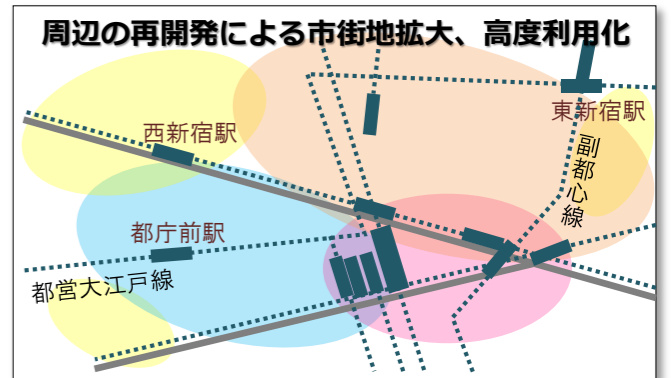 周辺の再開発による市街地拡大、高度利用化
東新宿駅
西新宿駅
副都心線
都庁前駅
都営大江戸線